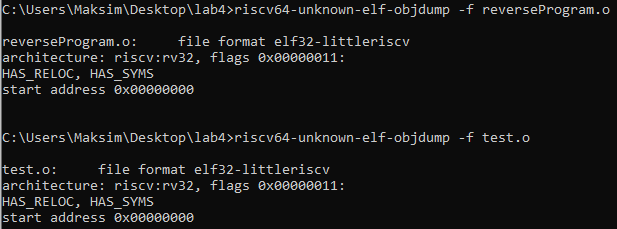 C:\Users\Maksim\Desktop\lab4>riscv64-unknown-elf-objdump -f reverseProgram.o
reverseProgram.o:     file format elf32-littleriscv
architecture: riscv:rv32, flags 0x00000011:
HAS_RELOC, HAS_SYMS
start address 0x00000000
C:\Users\Maksim\Desktop\lab4>riscv64-unknown-elf-objdump -f test.o
test.o:     file format elf32-littleriscv
architecture: riscv:rv32, flags 0x00000011:
HAS_RELOC, HAS_SYMS
start address 0x00000000